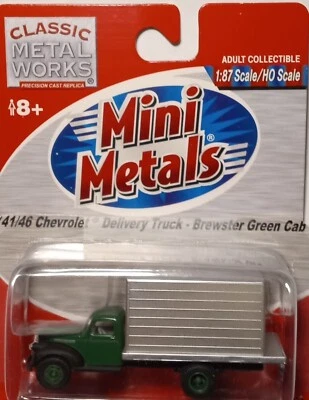 CLASSIC
METAL
WORKS®
PRECISION CAST REPLICA
8+
ADULT COLLECTIBLE
1:87 Scale/HO Scale
Mini
Metals®
'41/46 Chevrolet® Delivery Truck - Brewster Green Cab